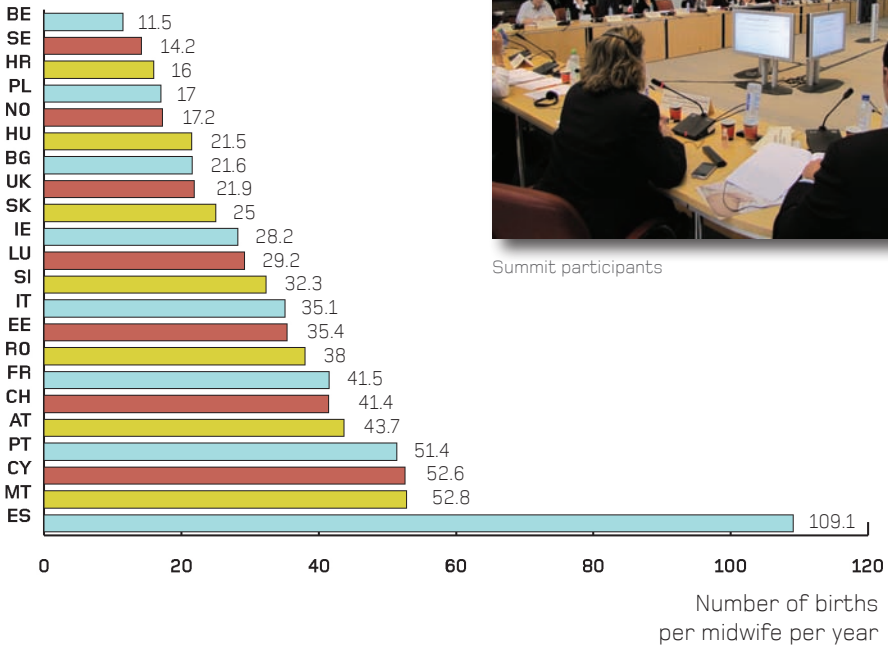 BE 11.5
SE 14.2
HR 16
PL 17
NO 17.2
HU 21.5
BG 21.6
UK 21.9
SK 25
IE 28.2
LU 29.2
SI 32.3
IT 35.1
EE 35.4
RO 38
FR 41.5
CH 41.4
AT 43.7
PT 51.4
CY 52.6
MT 52.8
ES 109.1
0 20 40 60 80 100 120
Number of births
per midwife per year
Summit participants